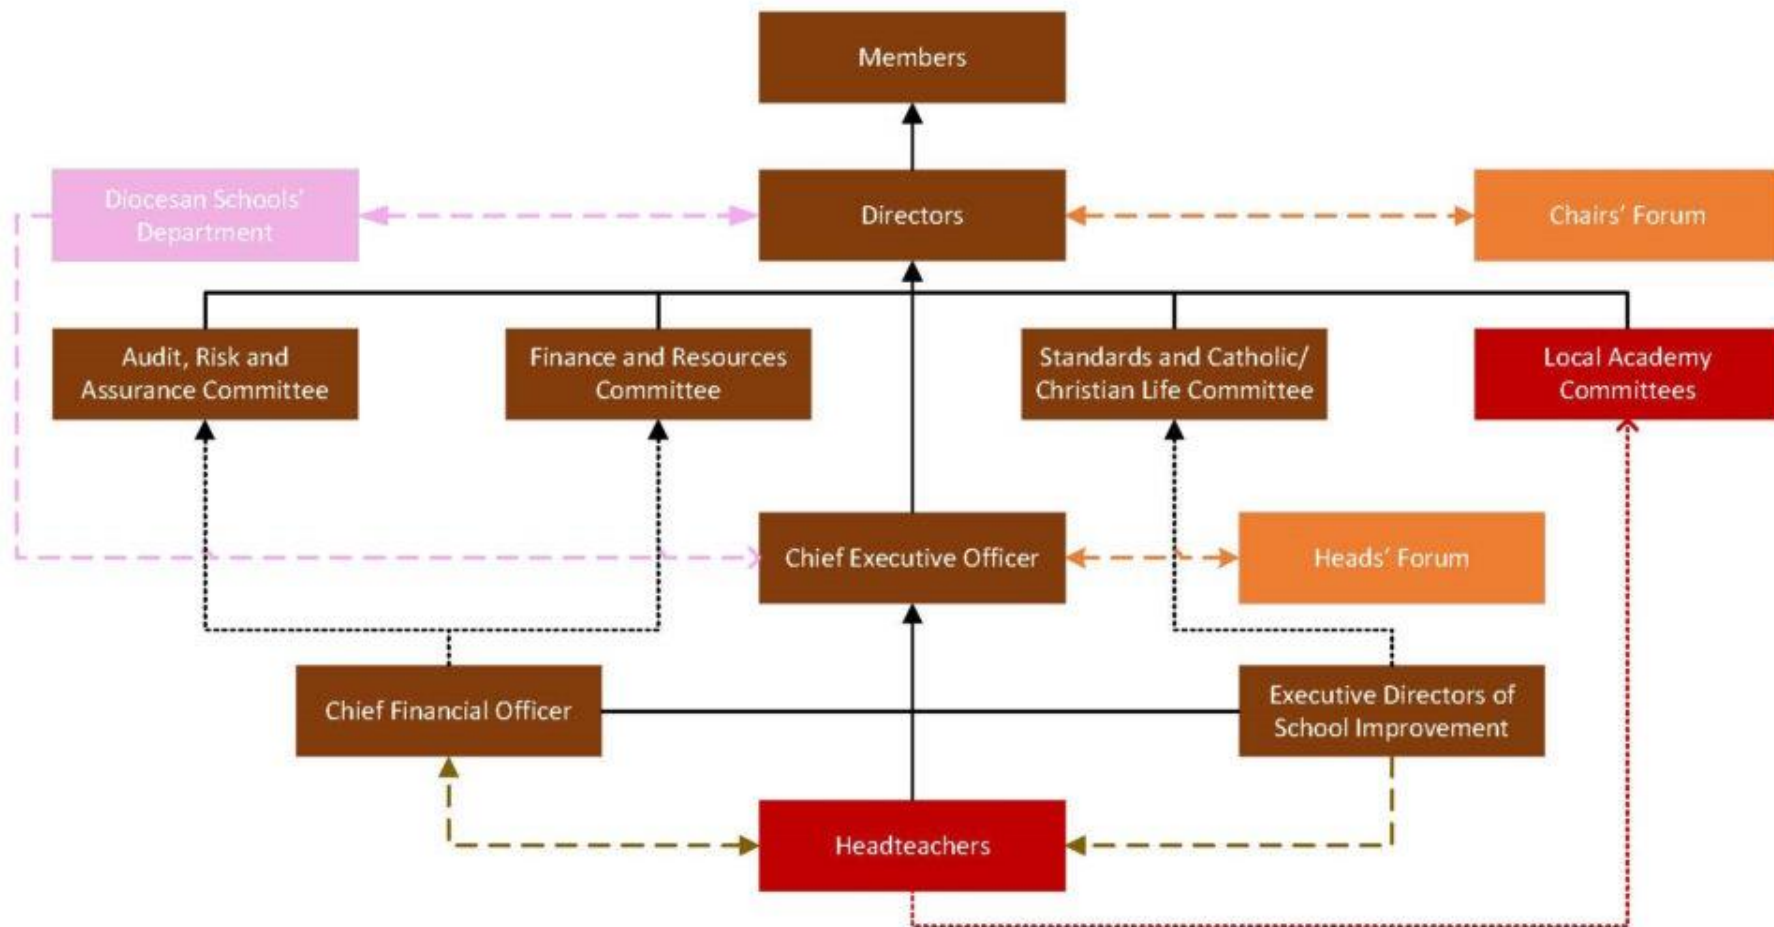 Members
Diocesan Schools'
Department
Directors
Chairs' Forum
Audit, Risk and
Assurance Committee
Finance and Resources
Committee
Standards and Catholic/
Christian Life Committee
Local Academy
Committees
Chief Executive Officer
Heads' Forum
Chief Financial Officer
Executive Directors of
School Improvement
Headteachers